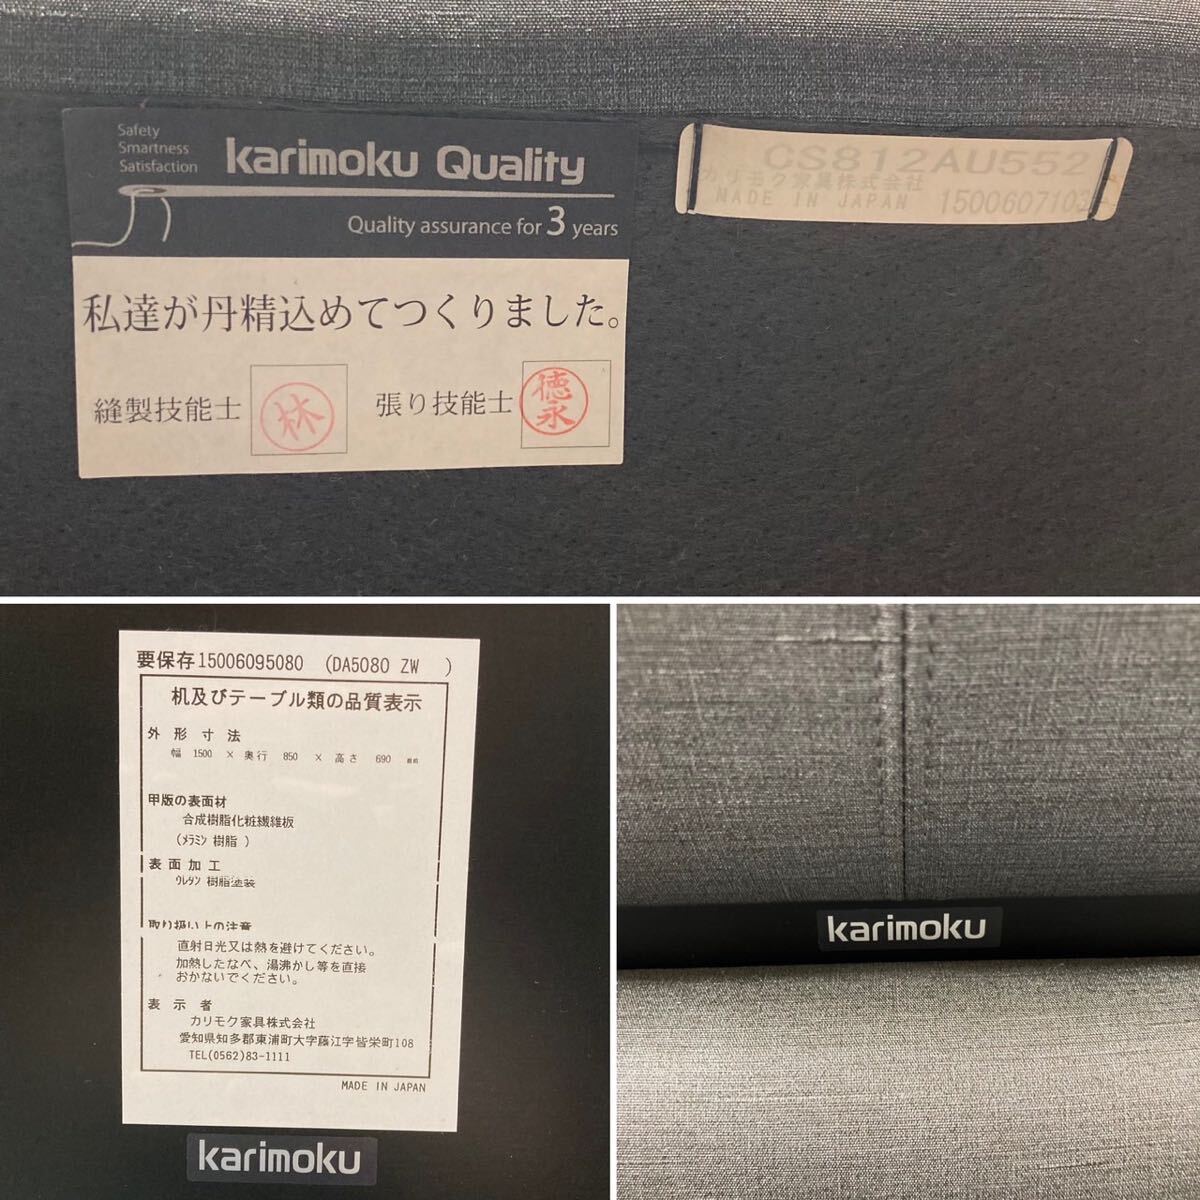 Safety
Smartness
Satisfaction
karimoku Quality
Quality assurance for 3 years
私達が丹精込めてつくりました。
縫製技能士 林 張り技能士 徳永
CS812AU552
カリモク家具株式会社
MADE IN JAPAN 1500607103
要保存15006095080 (DA5080 ZW )
机及びテーブル類の品質表示
外形寸法
幅 1500 × 奥行 850 × 高さ 690
甲版の表面材
合成樹脂化粧繊維板
(メラミン 樹脂 )
表面加工
ウレタン 樹脂塗装
取り扱い上の注意
直射日光又は熱を避けてください。
加熱したなべ、湯沸かし等を直接
おかないでください。
表示者
カリモク家具株式会社
愛知県知多郡東浦町大字藤江字皆栄町108
TEL(0562)83-1111
MADE IN JAPAN
karimoku
karimoku